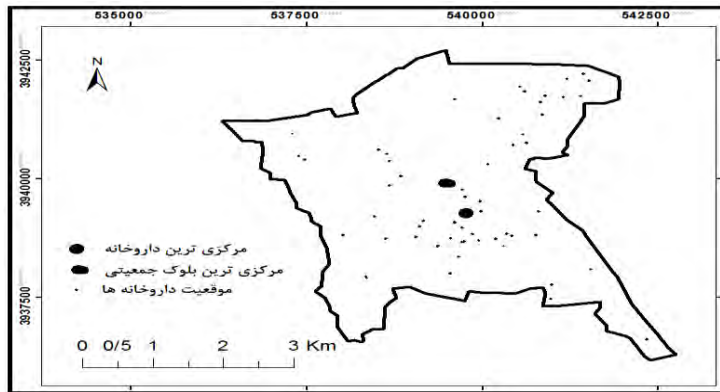 535000 537500 540000 542500
3942500
N
3940000
مرکزی ترین داروخانه
مرکزی ترین بلوک جمعیتی
موقعیت داروخانه ها
3937500
0 0/5 1 2 3 Km